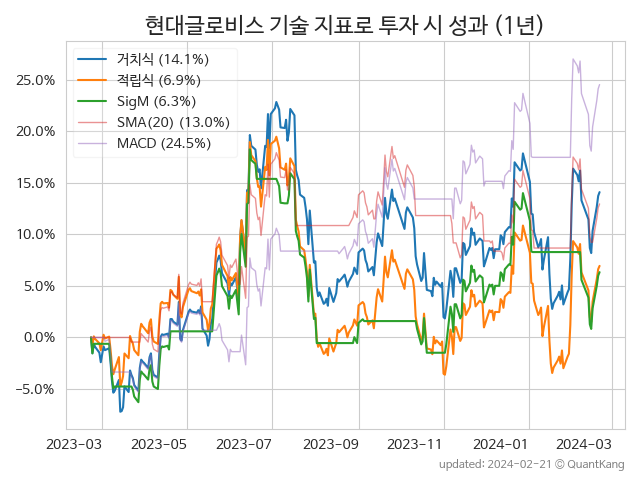 현대글로비스 기술 지표로 투자 시 성과 (1년)
거치식 (14.1%)
적립식 (6.9%)
SigM (6.3%)
SMA(20) (13.0%)
MACD (24.5%)
25.0%
20.0%
15.0%
10.0%
5.0%
0.0%
−5.0%
2023-03 2023-05 2023-07 2023-09 2023-11 2024-01 2024-03
updated: 2024-02-21 © QuantKang